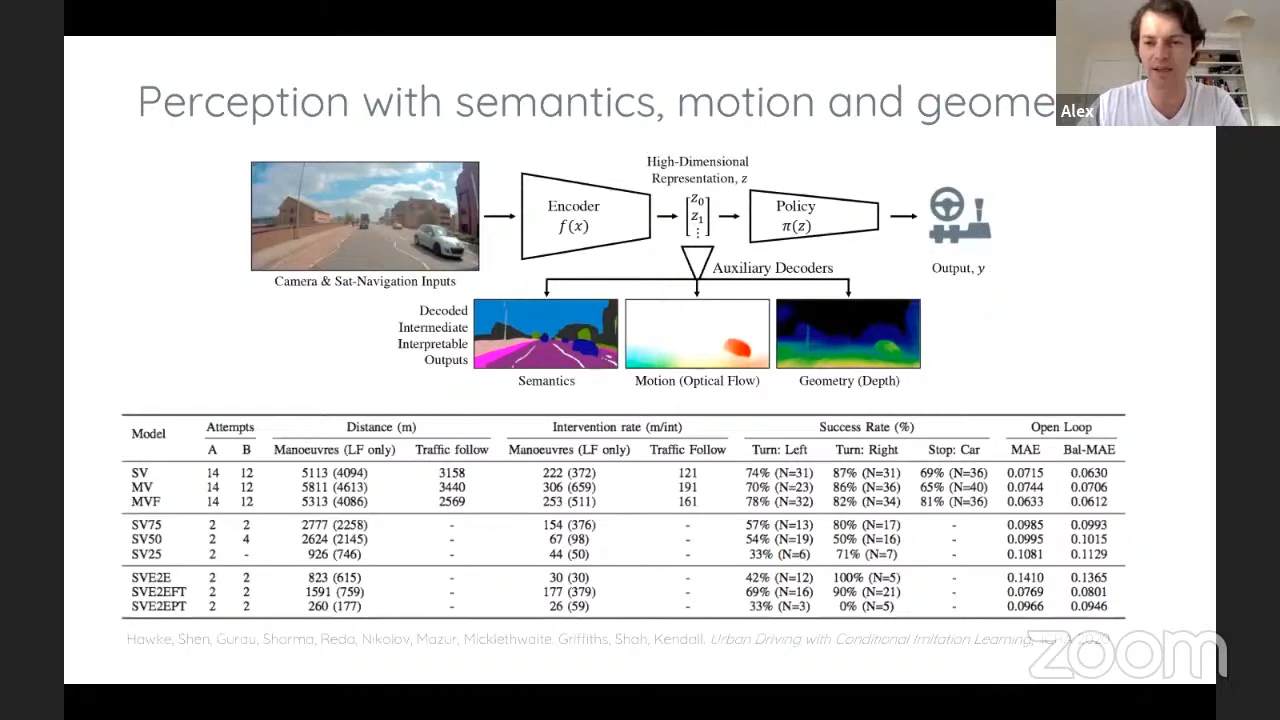 Perception with semantics, motion and geome
Alex
High-Dimensional
Representation, z
Encoder
f(x)
z₀
z₁
⋮
Policy
π(z)
Camera & Sat-Navigation Inputs
Auxiliary Decoders
Output, y
Decoded
Intermediate
Interpretable
Outputs
Semantics
Motion (Optical Flow)
Geometry (Depth)
Model Attempts Distance (m) Intervention rate (m/int) Success Rate (%) Open Loop
A B Manoeuvres (LF only) Traffic follow Manoeuvres (LF only) Traffic Follow Turn: Left Turn: Right Stop: Car MAE Bal-MAE
SV 14 12 5113 (4094) 3158 222 (372) 121 74% (N=31) 87% (N=31) 69% (N=36) 0.0715 0.0630
MV 14 12 5811 (4613) 3440 306 (659) 191 70% (N=23) 86% (N=36) 65% (N=40) 0.0744 0.0706
MVF 14 12 5313 (4086) 2569 253 (511) 161 78% (N=32) 82% (N=34) 81% (N=36) 0.0633 0.0612
SV75 2 2 2777 (2258) - 154 (376) - 57% (N=13) 80% (N=17) - 0.0985 0.0993
SV50 2 4 2624 (2145) - 67 (98) - 54% (N=19) 50% (N=16) - 0.0995 0.1015
SV25 2 - 926 (746) - 44 (50) - 33% (N=6) 71% (N=7) - 0.1081 0.1129
SVE2E 2 2 823 (615) - 30 (30) - 42% (N=12) 100% (N=5) - 0.1410 0.1365
SVE2EFT 2 2 1591 (759) - 177 (379) - 69% (N=16) 90% (N=21) - 0.0769 0.0801
SVE2EPT 2 2 260 (177) - 26 (59) - 33% (N=3) 0% (N=5) - 0.0966 0.0946
Hawke, Shen, Gurau, Sharma, Reda, Nikolov, Mazur, Micklethwaite, Griffiths, Shah, Kendall. Urban Driving with Conditional Imitation Learning,
zoom